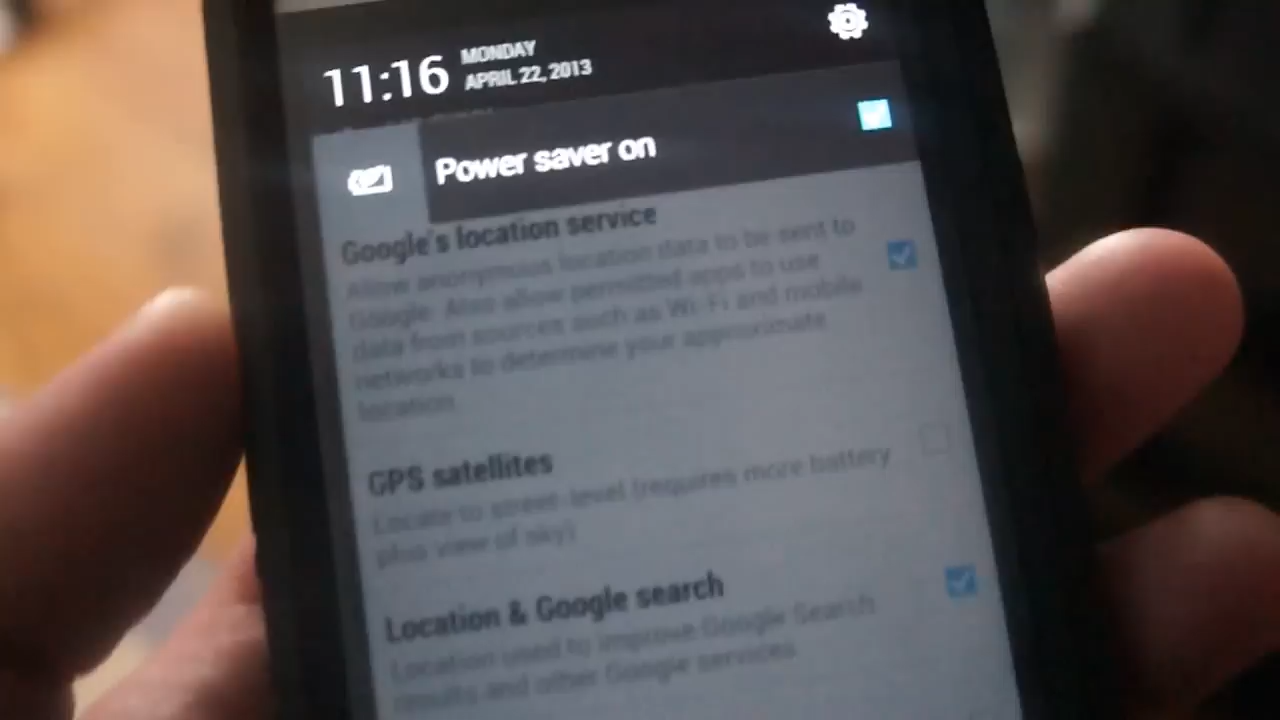 11:16
MONDAY
APRIL 22, 2013
Power saver on
Google's location service
Allow anonymous location data to be sent to
Google. Also allow permitted apps to use
data from sources such as Wi-Fi and mobile
networks to determine your approximate
location
GPS satellites
Locate to street-level (requires more battery
plus view of sky)
Location & Google search
Location used to improve Google Search
results and other Google services